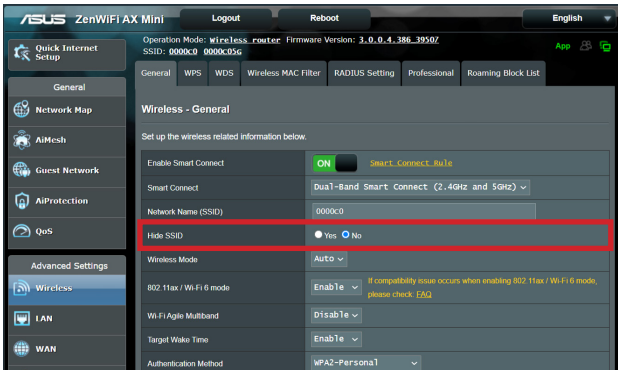 ASUS ZenWiFi AX Mini Logout Reboot English
Quick Internet Setup
Operation Mode: Wireless router Firmware Version: 3.0.0.4.386_39507
SSID: 0000c0 0000c05G
App
General WPS WDS Wireless MAC Filter RADIUS Setting Professional Roaming Block List
General
Network Map
AiMesh
Guest Network
AiProtection
QoS
Advanced Settings
Wireless
LAN
WAN
Wireless - General
Set up the wireless related information below.
Enable Smart Connect ON Smart Connect Rule
Smart Connect Dual-Band Smart Connect (2.4GHz and 5GHz)
Network Name (SSID) 0000c0
Hide SSID Yes No
Wireless Mode Auto
802.11ax / Wi-Fi 6 mode Enable If compatibility issue occurs when enabling 802.11ax / Wi-Fi 6 mode,
please check: FAQ
Wi-Fi Agile Multiband Disable
Target Wake Time Enable
Authentication Method WPA2-Personal